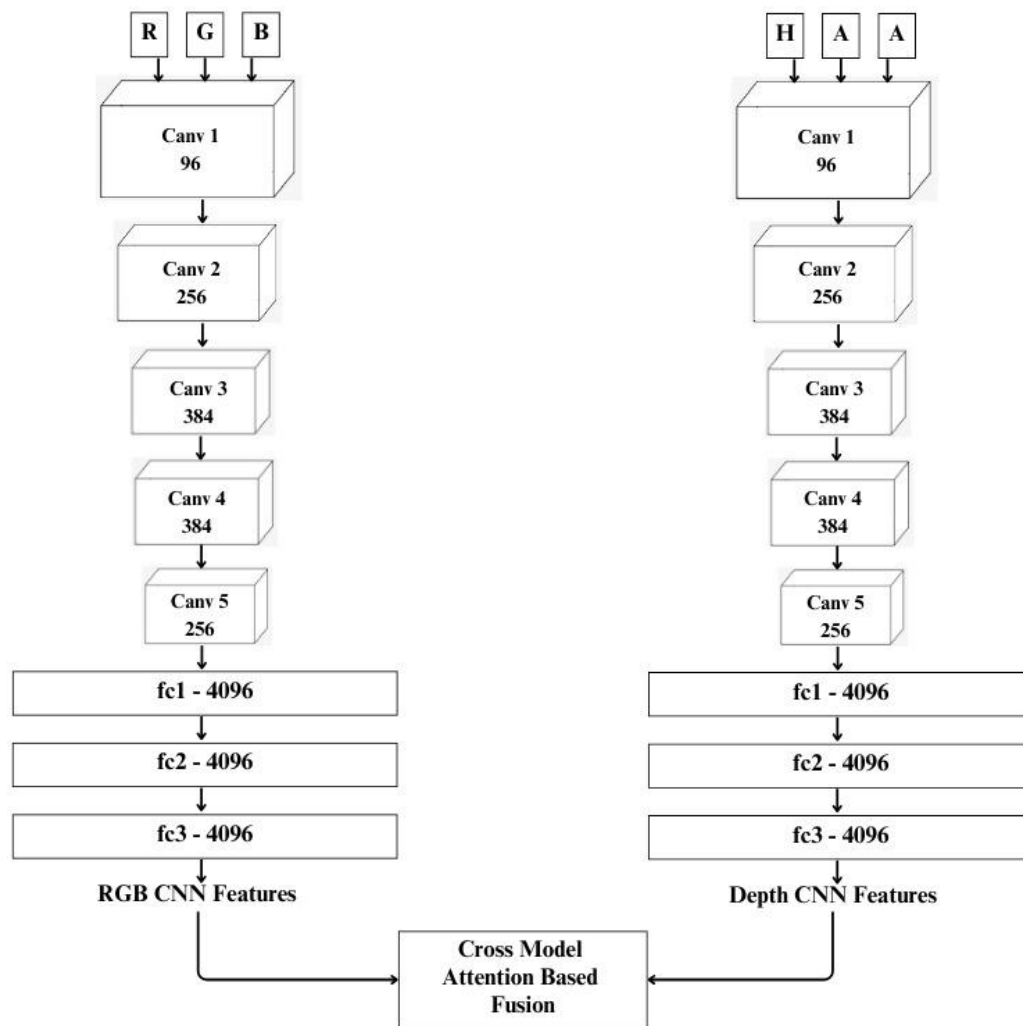 R G B
Canv 1
96
Canv 2
256
Canv 3
384
Canv 4
384
Canv 5
256
fc1 - 4096
fc2 - 4096
fc3 - 4096
RGB CNN Features
H A A
Canv 1
96
Canv 2
256
Canv 3
384
Canv 4
384
Canv 5
256
fc1 - 4096
fc2 - 4096
fc3 - 4096
Depth CNN Features
Cross Model
Attention Based
Fusion